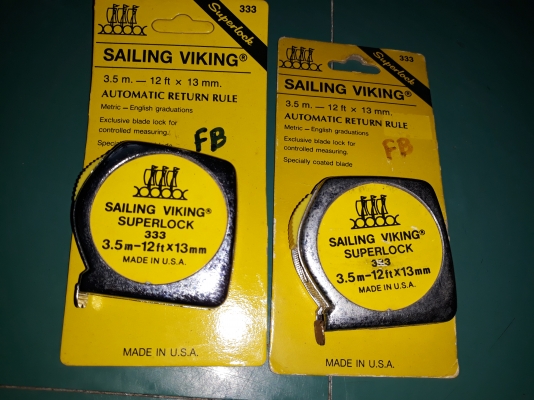 333
Superlock
SAILING VIKING®
3.5 m. — 12 ft × 13 mm.
AUTOMATIC RETURN RULE
Metric — English graduations
Exclusive blade lock for
controlled measuring.
FB
SAILING VIKING®
SUPERLOCK
333
3.5m-12ft×13mm
MADE IN U.S.A.
MADE IN U.S.A.
333
Superlock
SAILING VIKING®
3.5 m. — 12 ft × 13 mm.
AUTOMATIC RETURN RULE
Metric — English graduations
Exclusive blade lock for
controlled measuring.
Specially coated blade
FB
SAILING VIKING®
SUPERLOCK
333
3.5m-12ft×13mm
MADE IN U.S.A.
MADE IN U.S.A.